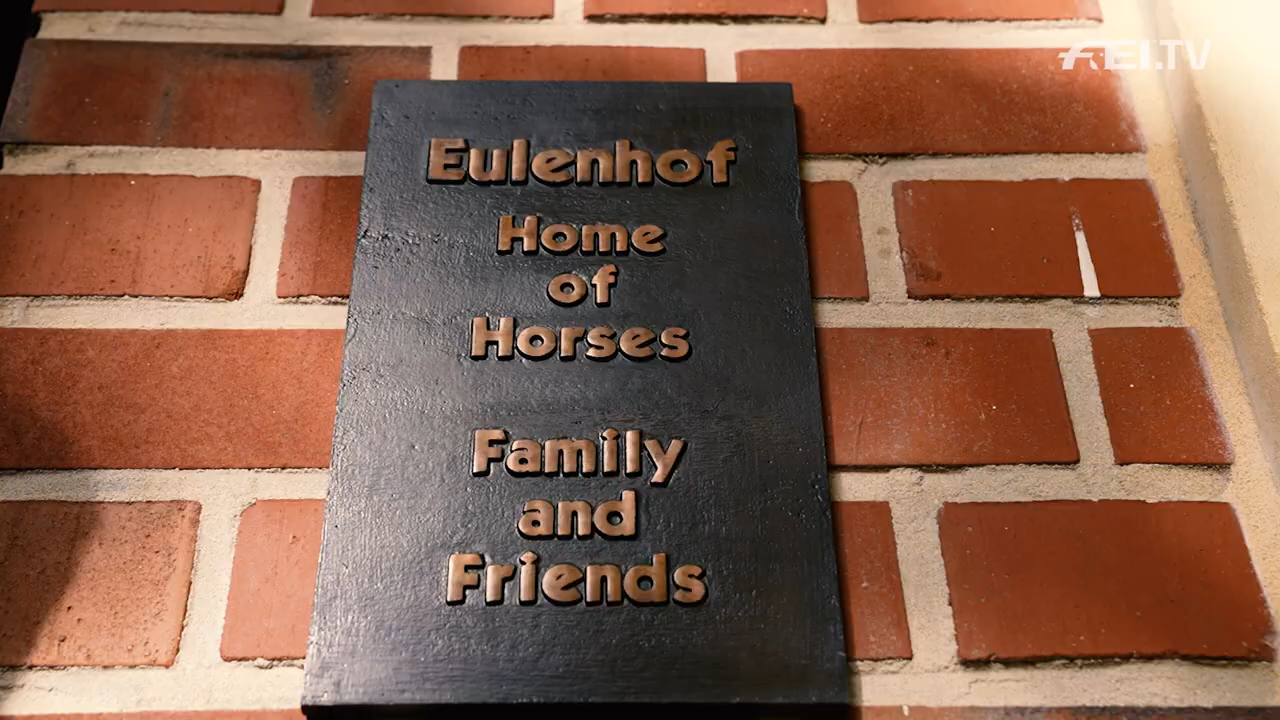 FEI.TV
Eulenhof
Home
of
Horses
Family
and
Friends